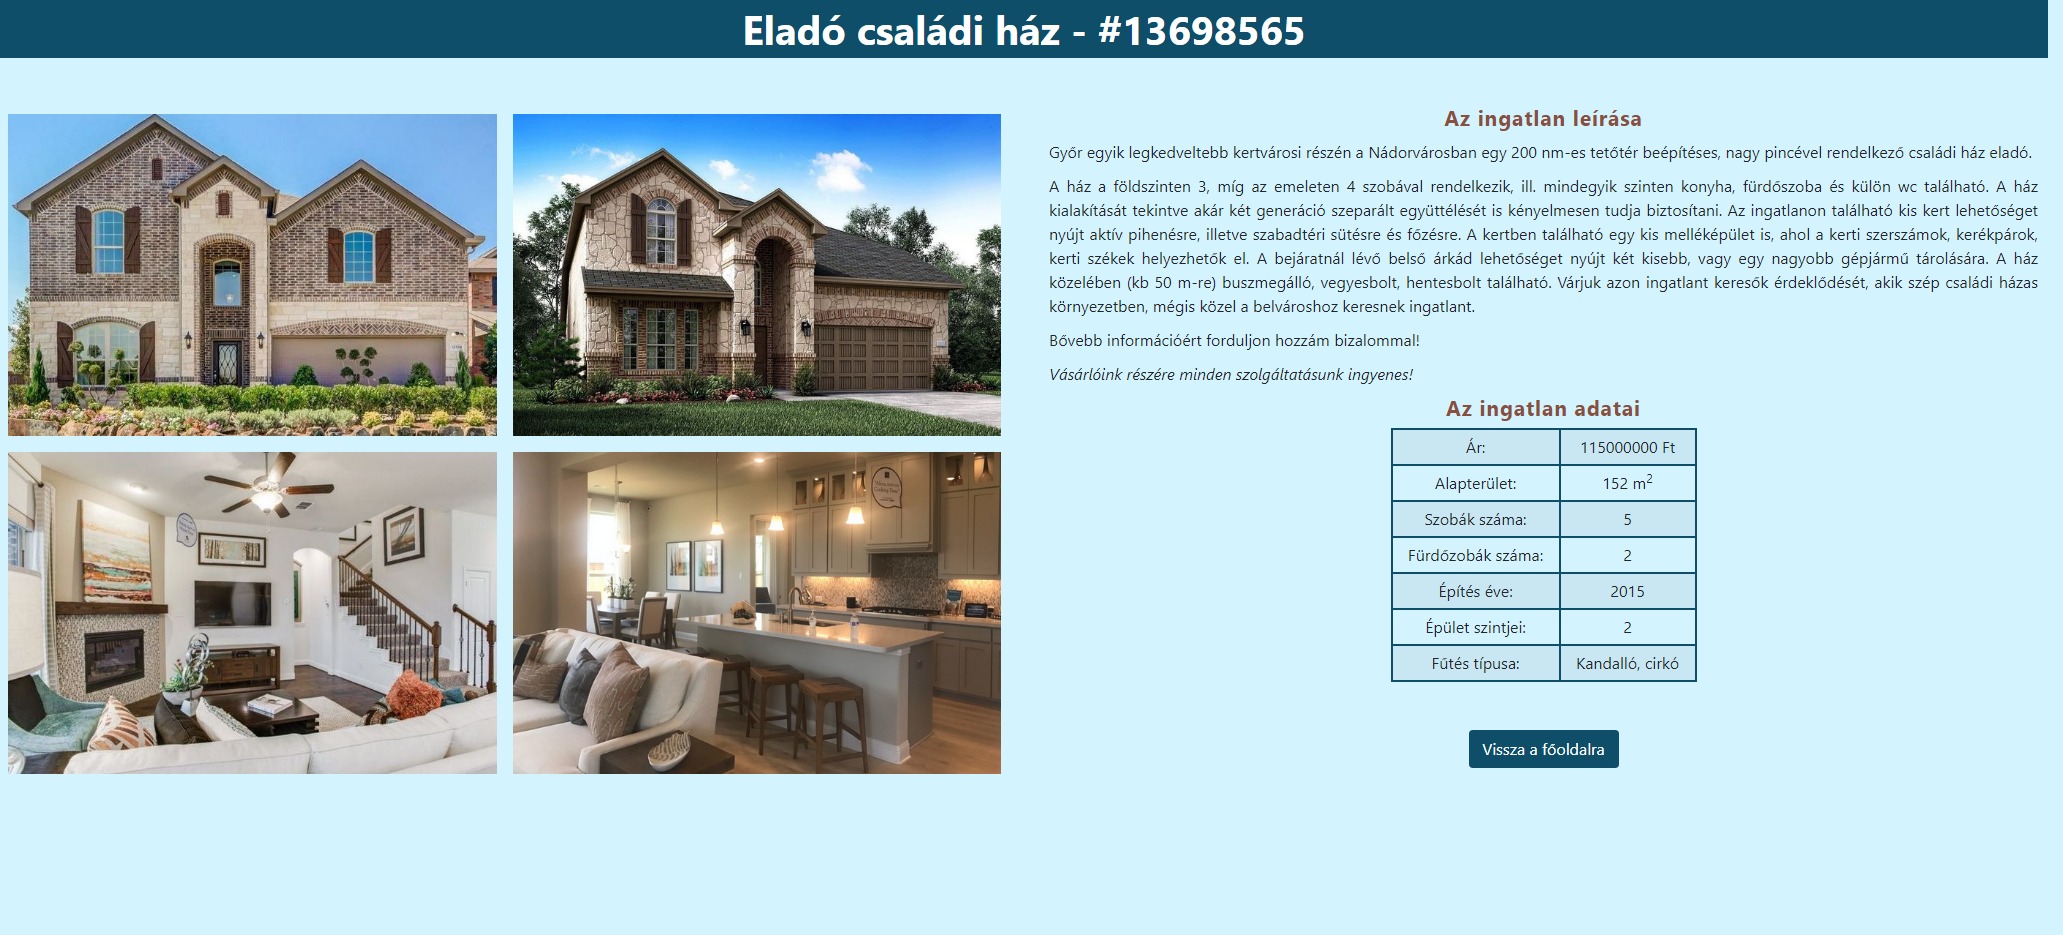 Eladó családi ház - #13698565
Az ingatlan leírása
Győr egyik legkedveltebb kertvárosi részén a Nádorvárosban egy 200 nm-es tetőtér beépítéses, nagy pincével rendelkező családi ház eladó.
A ház a földszinten 3, míg az emeleten 4 szobával rendelkezik, ill. mindegyik szinten konyha, fürdőszoba és külön wc található. A ház
kialakítását tekintve akár két generáció szeparált együttélését is kényelmesen tudja biztosítani. Az ingatlanon található kis kert lehetőséget
nyújt aktív pihenésre, illetve szabadtéri sütésre és főzésre. A kertben található egy kis melléképület is, ahol a kerti szerszámok, kerékpárok,
kerti székek helyezhetők el. A bejáratnál lévő belső árkád lehetőséget nyújt két kisebb, vagy egy nagyobb gépjármű tárolására. A ház
közelében (kb 50 m-re) buszmegálló, vegyesbolt, hentesbolt található. Várjuk azon ingatlant keresők érdeklődését, akik szép családi házas
környezetben, mégis közel a belvároshoz keresnek ingatlant.
Bővebb információért forduljon hozzám bizalommal!
Vásárlóink részére minden szolgáltatásunk ingyenes!
Az ingatlan adatai
Ár: 115000000 Ft
Alapterület: 152 m²
Szobák száma: 5
Fürdőzobák száma: 2
Építés éve: 2015
Épület szintjei: 2
Fűtés típusa: Kandalló, cirkó
Vissza a főoldalra